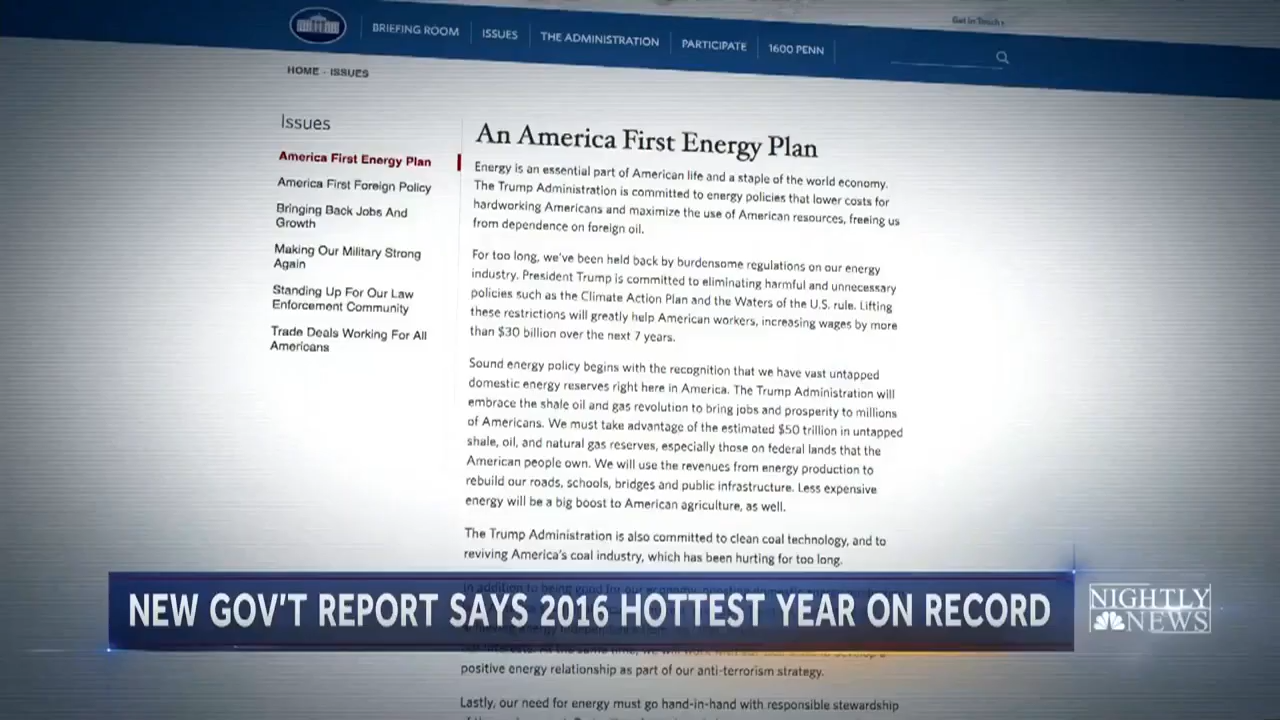 Get in Touch
BRIEFING ROOM
ISSUES
THE ADMINISTRATION
PARTICIPATE
1600 PENN
HOME · ISSUES
Issues
America First Energy Plan
America First Foreign Policy
Bringing Back Jobs And
Growth
Making Our Military Strong
Again
Standing Up For Our Law
Enforcement Community
Trade Deals Working For All
Americans
An America First Energy Plan
Energy is an essential part of American life and a staple of the world economy.
The Trump Administration is committed to energy policies that lower costs for
hardworking Americans and maximize the use of American resources, freeing us
from dependence on foreign oil.
For too long, we've been held back by burdensome regulations on our energy
industry. President Trump is committed to eliminating harmful and unnecessary
policies such as the Climate Action Plan and the Waters of the U.S. rule. Lifting
these restrictions will greatly help American workers, increasing wages by more
than $30 billion over the next 7 years.
Sound energy policy begins with the recognition that we have vast untapped
domestic energy reserves right here in America. The Trump Administration will
embrace the shale oil and gas revolution to bring jobs and prosperity to millions
of Americans. We must take advantage of the estimated $50 trillion in untapped
shale, oil, and natural gas reserves, especially those on federal lands that the
American people own. We will use the revenues from energy production to
rebuild our roads, schools, bridges and public infrastructure. Less expensive
energy will be a big boost to American agriculture, as well.
The Trump Administration is also committed to clean coal technology, and to
reviving America's coal industry, which has been hurting for too long.
In addition to being good for our economy,
NEW GOV'T REPORT SAYS 2016 HOTTEST YEAR ON RECORD
NIGHTLY
NEWS
positive energy relationship as part of our anti-terrorism strategy.
Lastly, our need for energy must go hand-in-hand with responsible stewardship